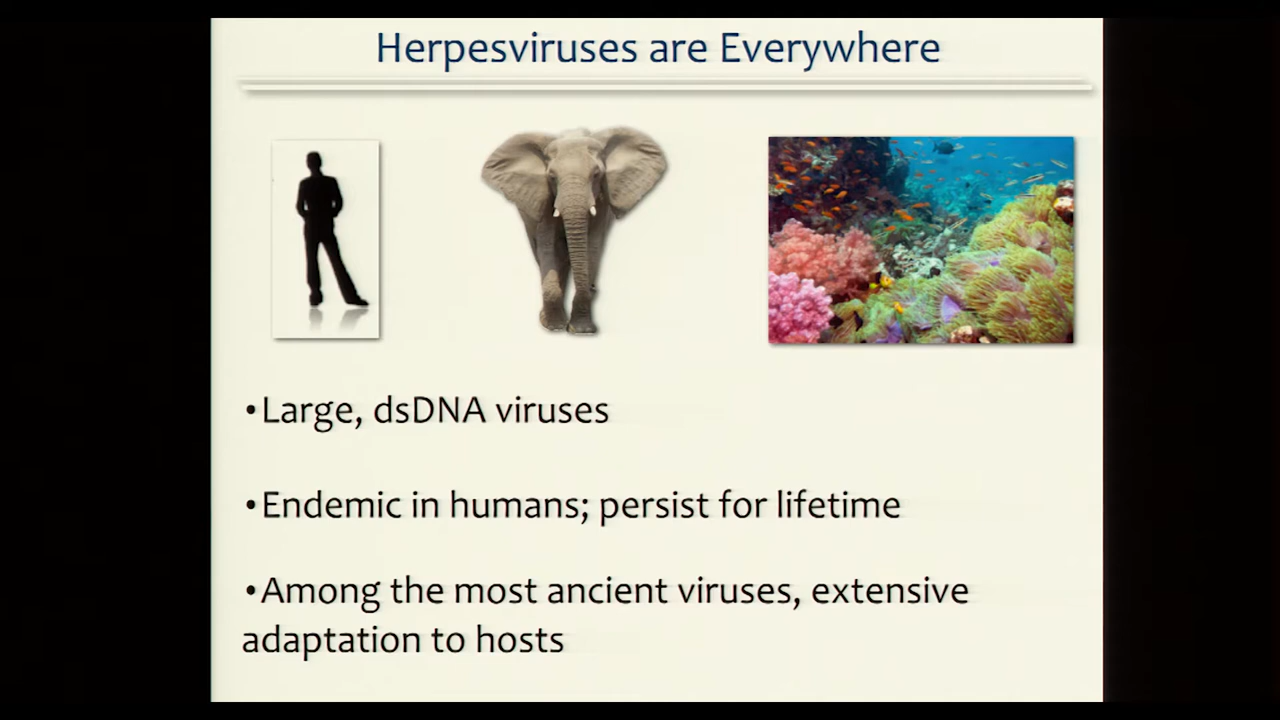 Herpesviruses are Everywhere
•Large, dsDNA viruses
•Endemic in humans; persist for lifetime
•Among the most ancient viruses, extensive
adaptation to hosts